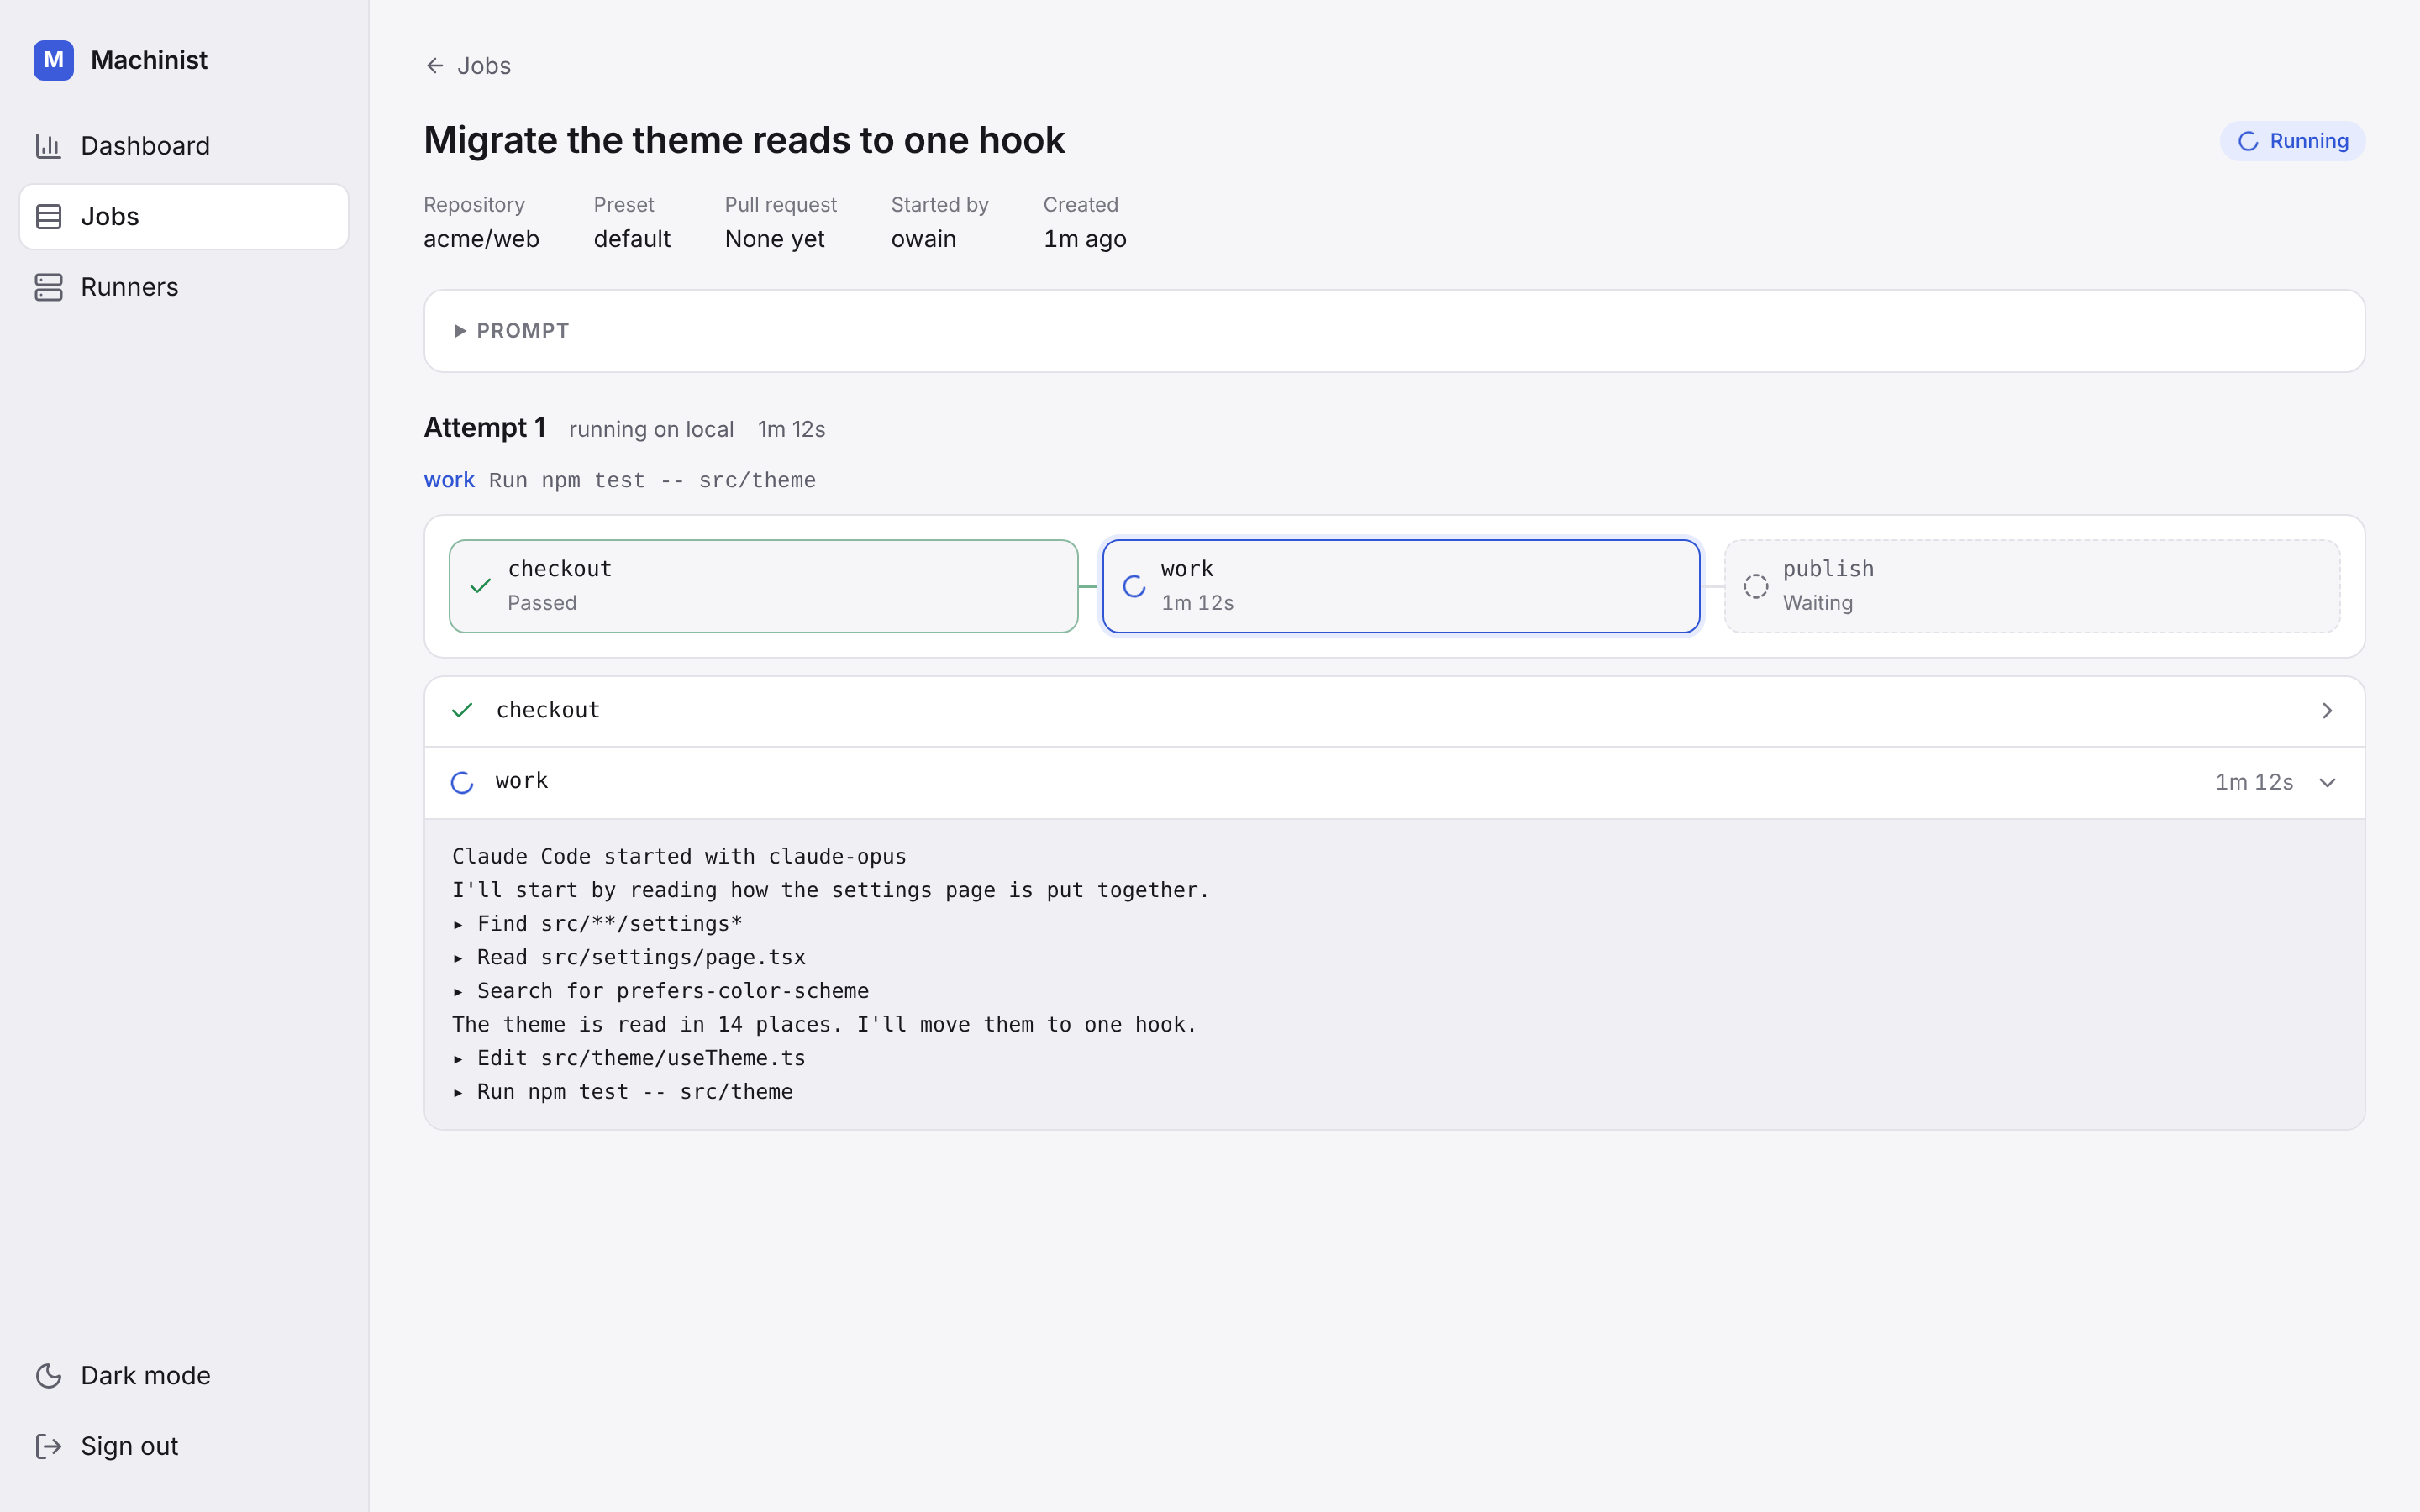 M Machinist
Dashboard
Jobs
Runners
Dark mode
Sign out
Jobs
Migrate the theme reads to one hook
Running
Repository Preset Pull request Started by Created
acme/web default None yet owain 1m ago
PROMPT
Attempt 1 running on local 1m 12s
work Run npm test -- src/theme
checkout
Passed
work
1m 12s
publish
Waiting
checkout
work 1m 12s
Claude Code started with claude-opus
I'll start by reading how the settings page is put together.
▸ Find src/**/settings*
▸ Read src/settings/page.tsx
▸ Search for prefers-color-scheme
The theme is read in 14 places. I'll move them to one hook.
▸ Edit src/theme/useTheme.ts
▸ Run npm test -- src/theme